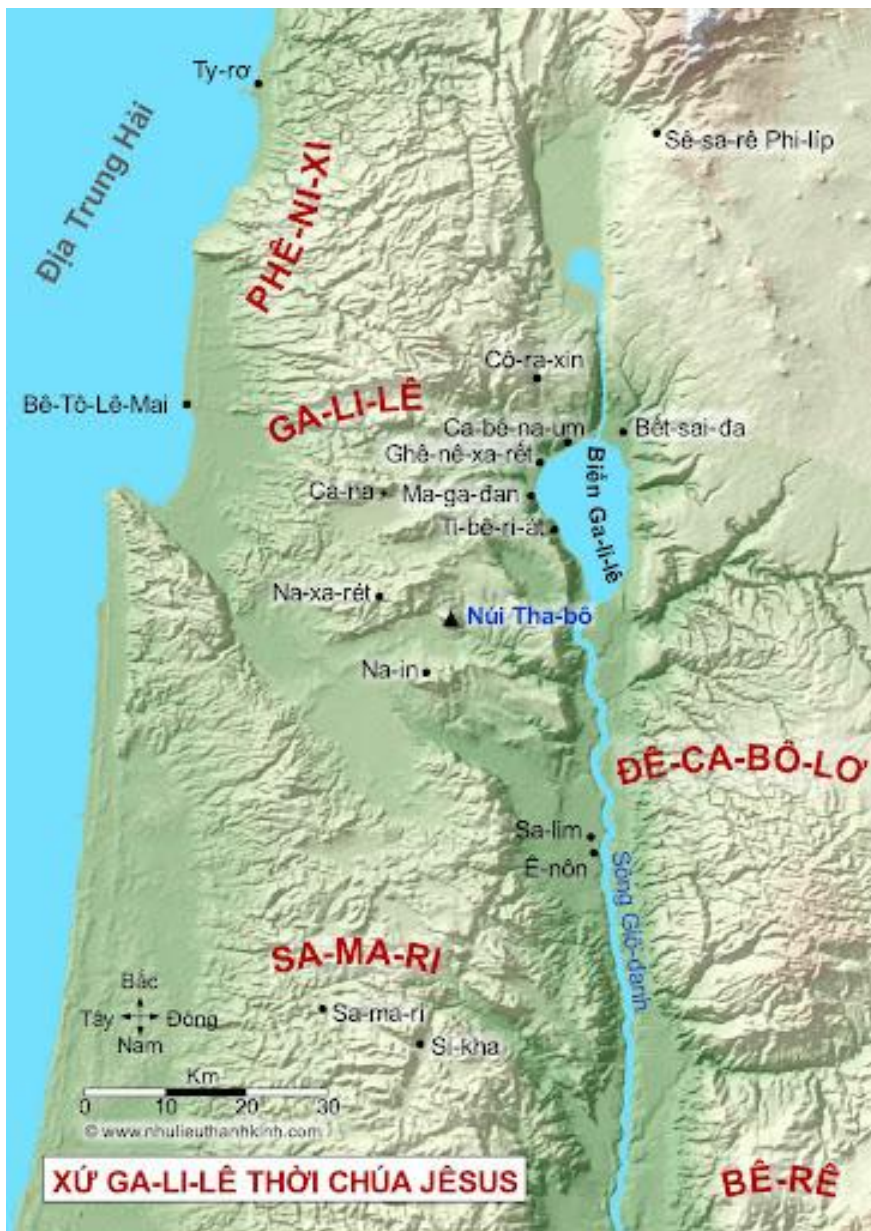 Ty-rơ
Địa Trung Hải
PHÊ-NI-XI
Sê-sa-rê Phi-líp
Cô-ra-xin
Bê-Tô-Lê-Mai
GA-LI-LÊ
Ca-bê-na-um
Bết-sai-đa
Ghê-nê-xa-rết
Ca-na
Ma-ga-đan
Biển Ga-li-lê
Ti-bê-ri-át
Na-xa-rét
Núi Tha-bô
Na-in
ĐÊ-CA-BÔ-LƠ
Sa-lim
Ê-nôn
Sông Giô-đanh
SA-MA-RI
Bắc
Tây
Đông
Nam
Sa-ma-ri
Si-kha
Km
0 10 20 30
© www.nhulieuthanhkinh.com
XỨ GA-LI-LÊ THỜI CHÚA JÊSUS
BÊ-RÊ